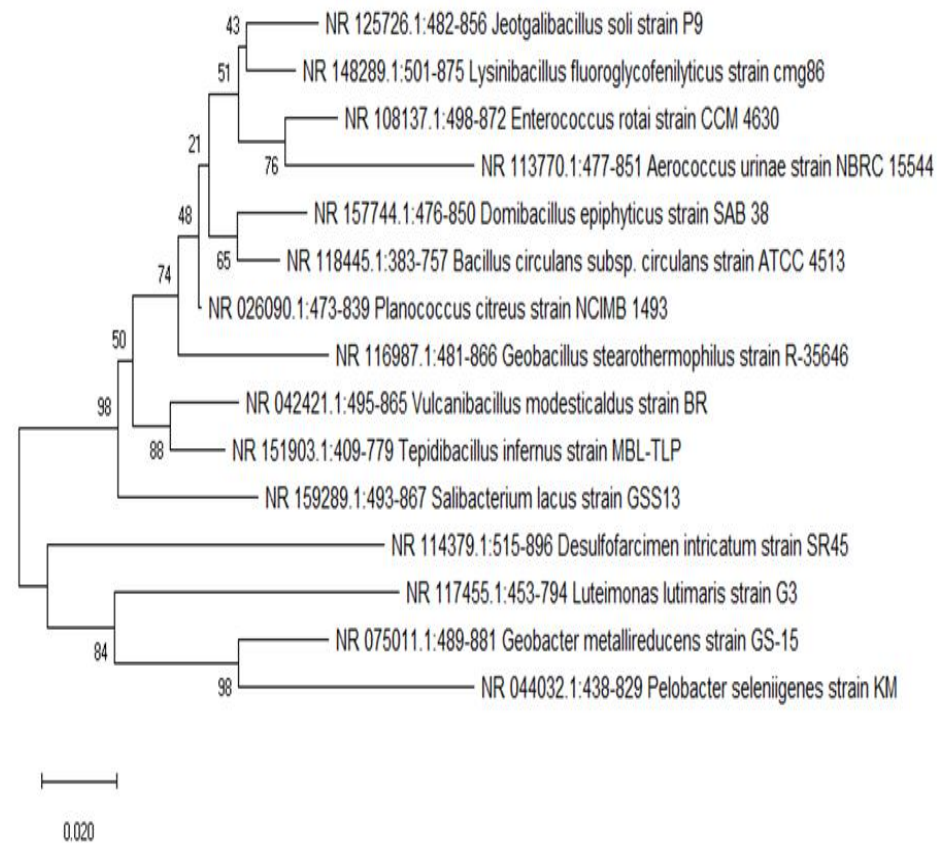 43
NR 125726.1:482-856 Jeotgalibacillus soli strain P9
51
NR 148289.1:501-875 Lysinibacillus fluoroglycofenilyticus strain cmg86
NR 108137.1:498-872 Enterococcus rotai strain CCM 4630
21
76
NR 113770.1:477-851 Aerococcus urinae strain NBRC 15544
48
NR 157744.1:476-850 Domibacillus epiphyticus strain SAB 38
65
NR 118445.1:383-757 Bacillus circulans subsp. circulans strain ATCC 4513
74
NR 026090.1:473-839 Planococcus citreus strain NCIMB 1493
50
NR 116987.1:481-866 Geobacillus stearothermophilus strain R-35646
98
NR 042421.1:495-865 Vulcanibacillus modesticaldus strain BR
88
NR 151903.1:409-779 Tepidibacillus infernus strain MBL-TLP
NR 159289.1:493-867 Salibacterium lacus strain GSS13
NR 114379.1:515-896 Desulfofarcimen intricatum strain SR45
NR 117455.1:453-794 Luteimonas lutimaris strain G3
84
NR 075011.1:489-881 Geobacter metallireducens strain GS-15
98
NR 044032.1:438-829 Pelobacter seleniigenes strain KM
0.020